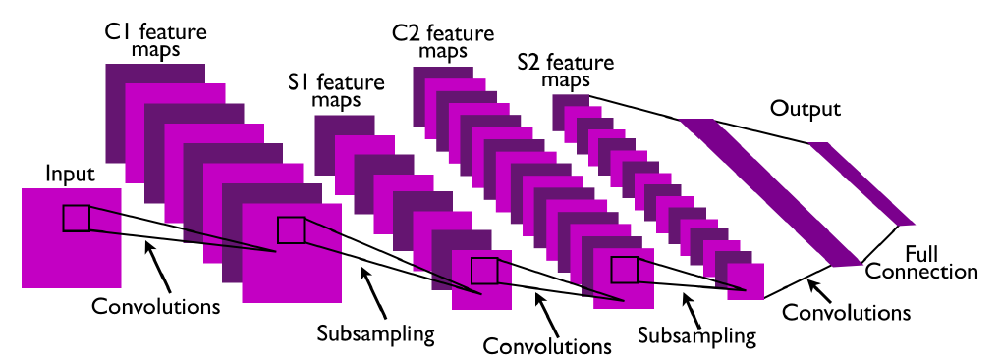 C1 feature
maps
S1 feature
maps
C2 feature
maps
S2 feature
maps
Output
Input
Full
Connection
Convolutions
Subsampling
Convolutions
Subsampling
Convolutions